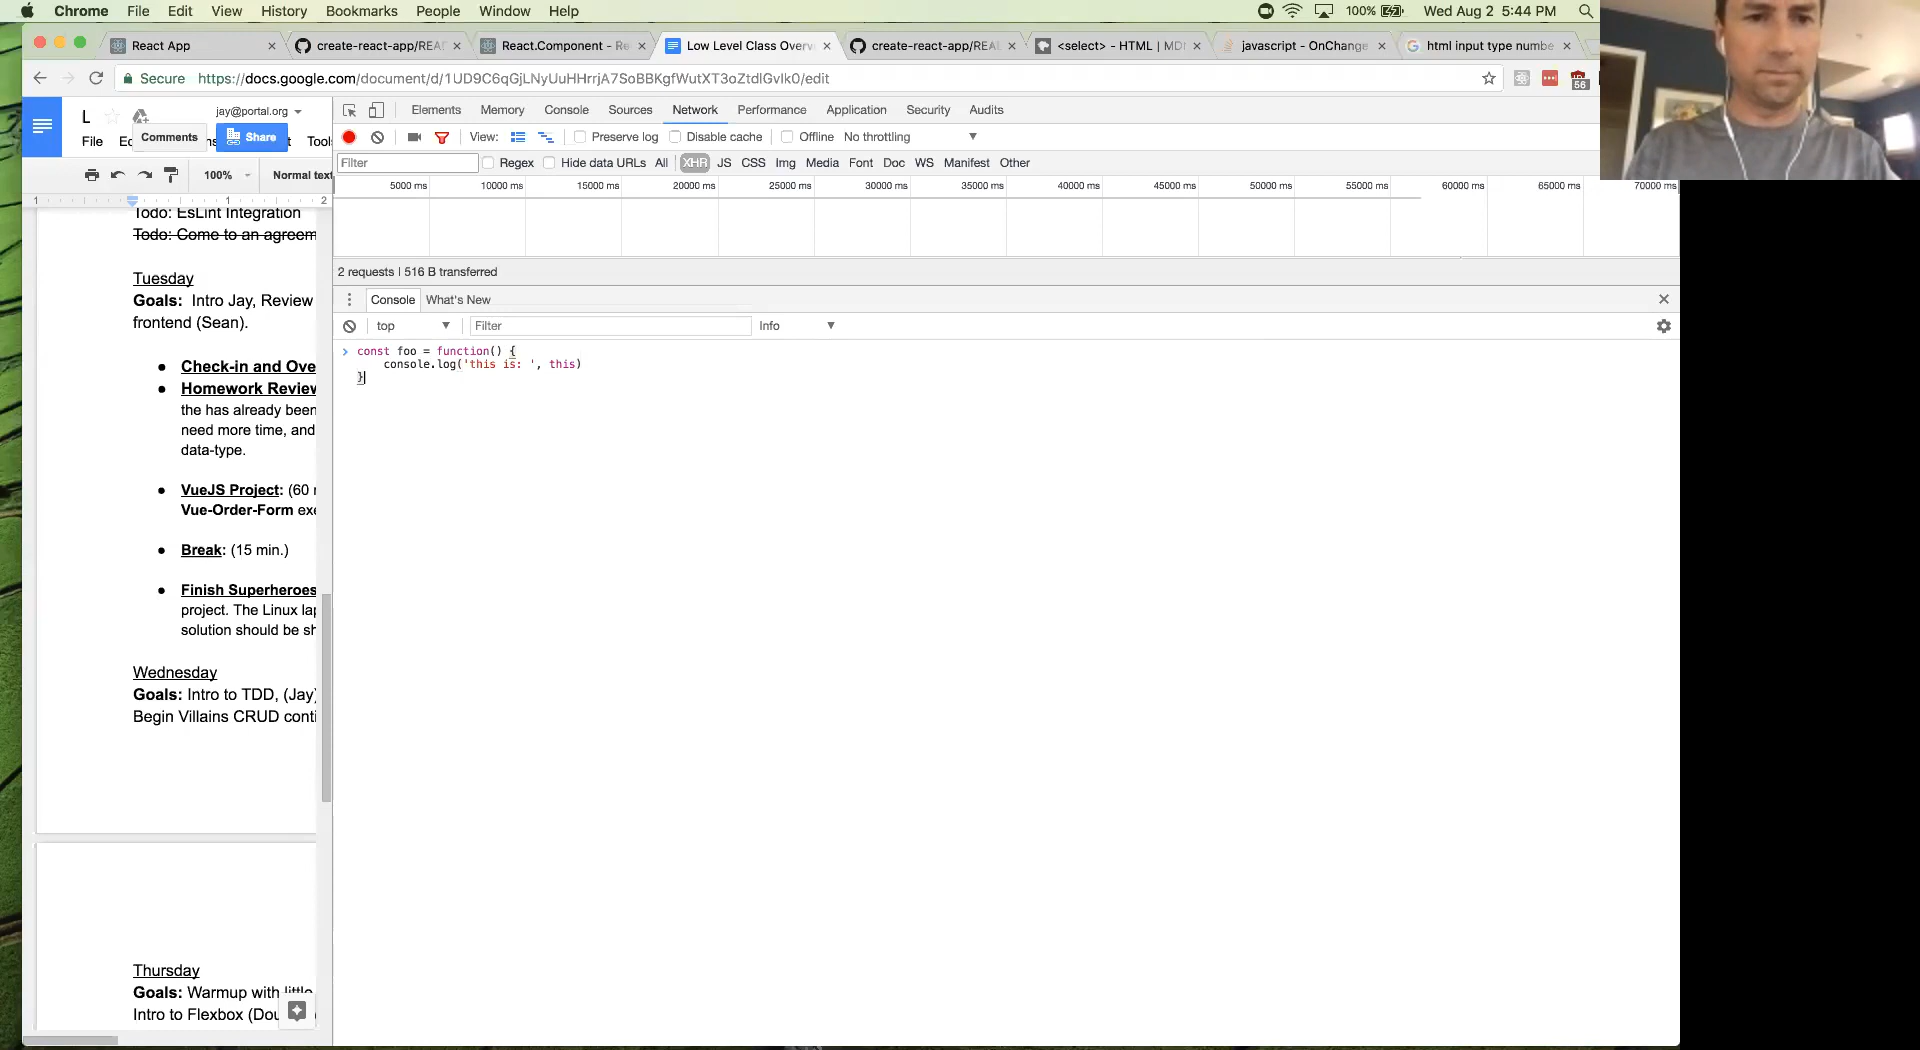 Chrome File Edit View History Bookmarks People Window Help 100% Wed Aug 2 5:44 PM
React App × create-react-app/REA × React.Component - Re × Low Level Class Overv × create-react-app/REA × <select> - HTML | MD × javascript - OnChange × html input type numbe ×
Secure https://docs.google.com/document/d/1UD9C6qGjLNyUuHHrrjA7SoBBKgfWutXT3oZtdlGvIk0/edit 56
L jay@portal.org
File Comments Share Tools
100% Normal text
1 1 2
Todo: EsLint Integration
Todo: Come to an agreem
Tuesday
Goals: Intro Jay, Review
frontend (Sean).
● Check-in and Ove
● Homework Review
the has already been
need more time, and
data-type.
● VueJS Project: (60
Vue-Order-Form exe
● Break: (15 min.)
● Finish Superheroes
project. The Linux lap
solution should be sh
Wednesday
Goals: Intro to TDD, (Jay)
Begin Villains CRUD conti
Thursday
Goals: Warmup with little
Intro to Flexbox (Dou
Elements Memory Console Sources Network Performance Application Security Audits
View: Preserve log Disable cache Offline No throttling
Filter Regex Hide data URLs All XHR JS CSS Img Media Font Doc WS Manifest Other
5000 ms 10000 ms 15000 ms 20000 ms 25000 ms 30000 ms 35000 ms 40000 ms 45000 ms 50000 ms 55000 ms 60000 ms 65000 ms 70000 ms
2 requests | 516 B transferred
Console What's New
top Filter Info
const foo = function() {
console.log('this is: ', this)
}